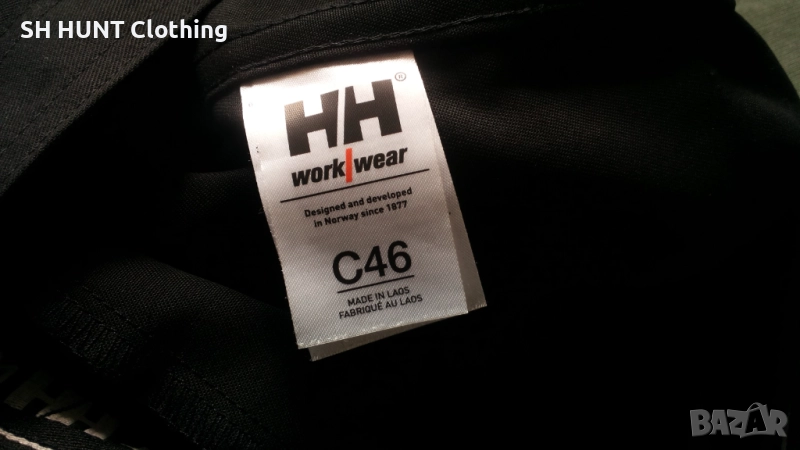 SH HUNT Clothing
HH®
work/wear
Designed and developed
in Norway since 1877
C46
MADE IN LAOS
FABRIQUÉ AU LAOS
BAZAR